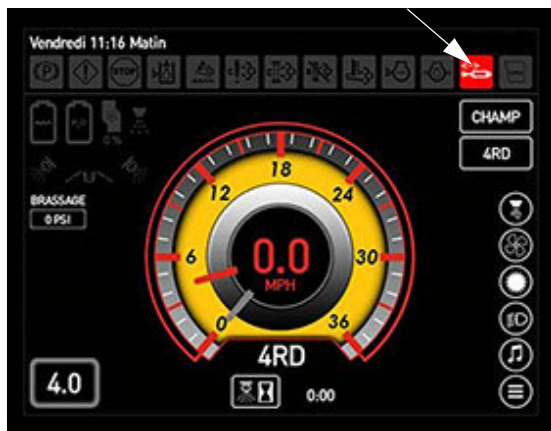 Vendredi 11:16 Matin
(P)
STOP
CHAMP
4RD
0%
BRASSAGE
0 PSI
18
12
24
6
30
0.0
MPH
0
36
4RD
4.0
0:00